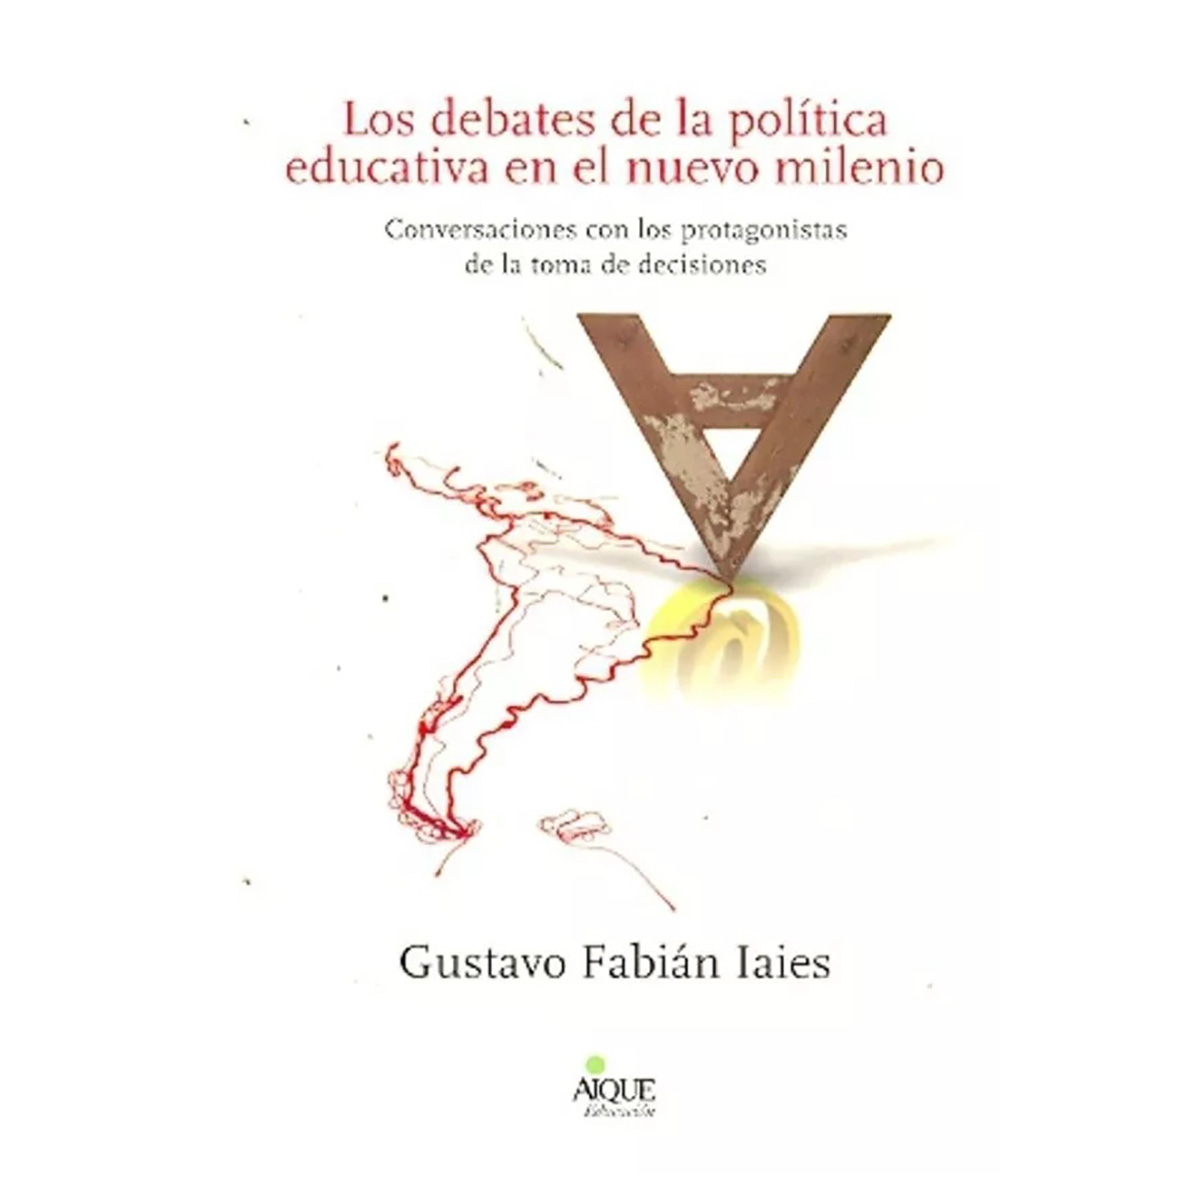 Los debates de la política
educativa en el nuevo milenio
Conversaciones con los protagonistas
de la toma de decisiones
A
@
Gustavo Fabián Iaies
AIQUE
Educación